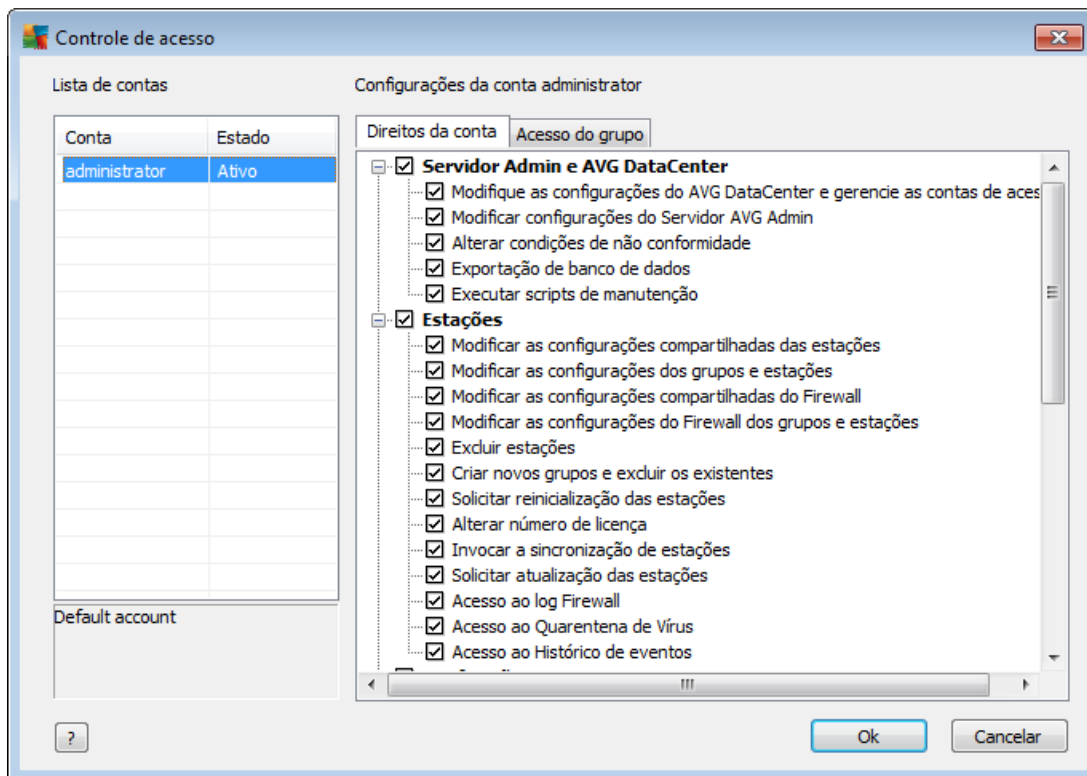 Controle de acesso
Lista de contas
Configurações da conta administrator
Conta Estado
administrator Ativo
Default account
Direitos da conta Acesso do grupo
Servidor Admin e AVG DataCenter
Modifique as configurações do AVG DataCenter e gerencie as contas de aces
Modificar configurações do Servidor AVG Admin
Alterar condições de não conformidade
Exportação de banco de dados
Executar scripts de manutenção
Estações
Modificar as configurações compartilhadas das estações
Modificar as configurações dos grupos e estações
Modificar as configurações compartilhadas do Firewall
Modificar as configurações do Firewall dos grupos e estações
Excluir estações
Criar novos grupos e excluir os existentes
Solicitar reinicialização das estações
Alterar número de licença
Invocar a sincronização de estações
Solicitar atualização das estações
Acesso ao log Firewall
Acesso ao Quarentena de Vírus
Acesso ao Histórico de eventos
? Ok Cancelar